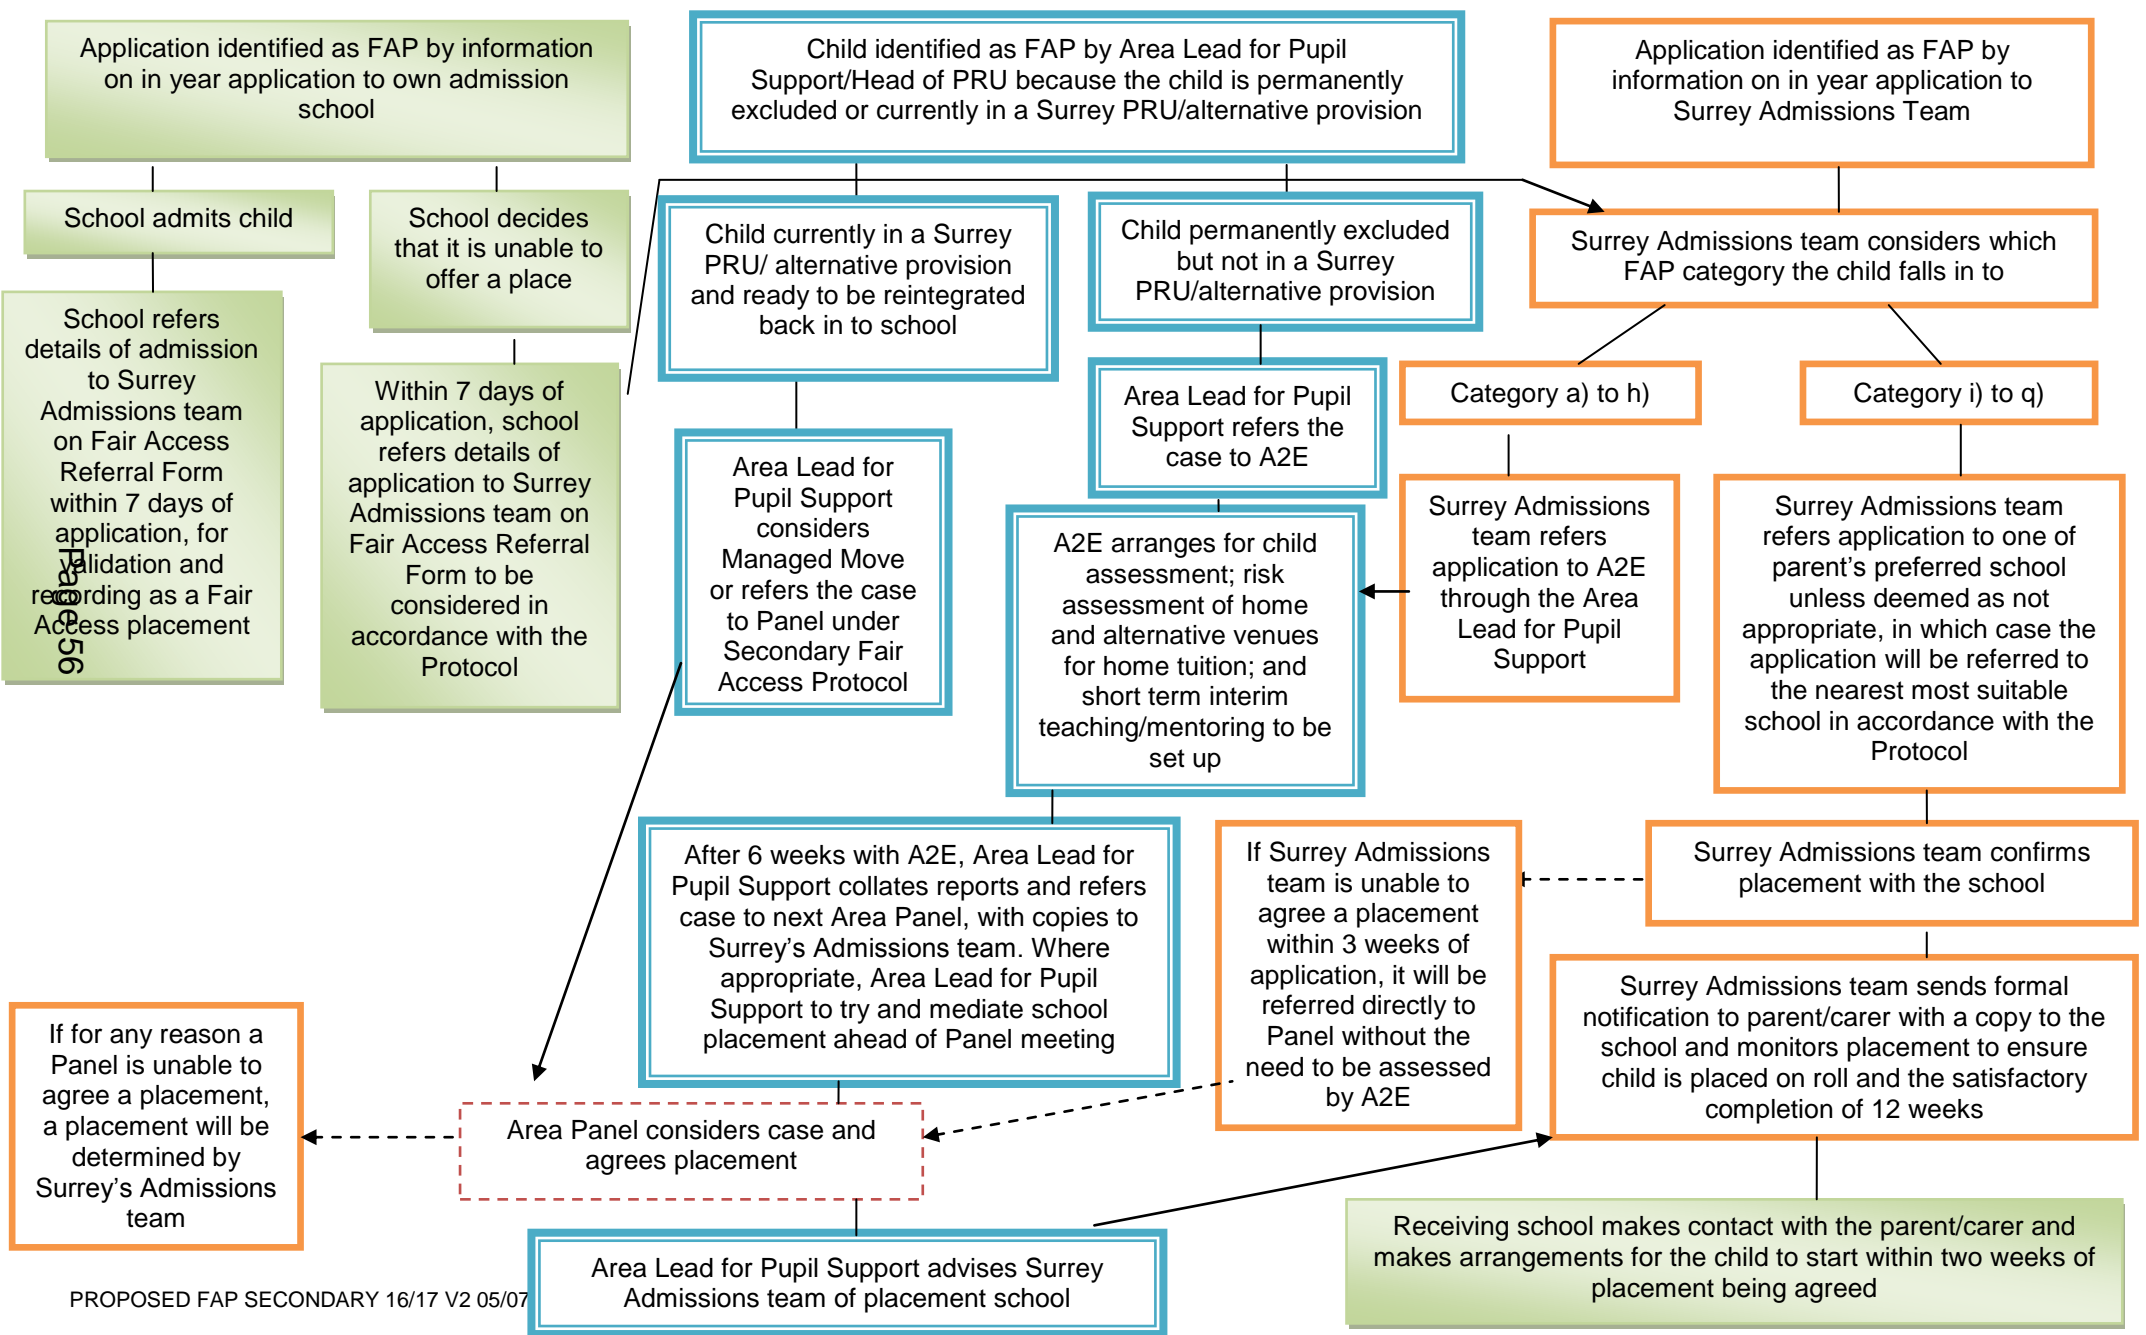 Application identified as FAP by information
on in year application to own admission
school
Child identified as FAP by Area Lead for Pupil
Support/Head of PRU because the child is permanently
excluded or currently in a Surrey PRU/alternative provision
Application identified as FAP by
information on in year application to
Surrey Admissions Team
School admits child
School decides
that it is unable to
offer a place
Child currently in a Surrey
PRU/ alternative provision
and ready to be reintegrated
back in to school
Child permanently excluded
but not in a Surrey
PRU/alternative provision
Surrey Admissions team considers which
FAP category the child falls in to
School refers
details of admission
to Surrey
Admissions team
on Fair Access
Referral Form
within 7 days of
application, for
validation and
recording as a Fair
Access placement
Page 56
Within 7 days of
application, school
refers details of
application to Surrey
Admissions team on
Fair Access Referral
Form to be
considered in
accordance with the
Protocol
Area Lead for
Pupil Support
considers
Managed Move
or refers the case
to Panel under
Secondary Fair
Access Protocol
Area Lead for Pupil
Support refers the
case to A2E
Category a) to h)
Category i) to q)
A2E arranges for child
assessment; risk
assessment of home
and alternative venues
for home tuition; and
short term interim
teaching/mentoring to be
set up
Surrey Admissions
team refers
application to A2E
through the Area
Lead for Pupil
Support
Surrey Admissions team
refers application to one of
parent's preferred school
unless deemed as not
appropriate, in which case the
application will be referred to
the nearest most suitable
school in accordance with the
Protocol
After 6 weeks with A2E, Area Lead for
Pupil Support collates reports and refers
case to next Area Panel, with copies to
Surrey's Admissions team. Where
appropriate, Area Lead for Pupil
Support to try and mediate school
placement ahead of Panel meeting
If Surrey Admissions
team is unable to
agree a placement
within 3 weeks of
application, it will be
referred directly to
Panel without the
need to be assessed
by A2E
Surrey Admissions team confirms
placement with the school
Surrey Admissions team sends formal
notification to parent/carer with a copy to the
school and monitors placement to ensure
child is placed on roll and the satisfactory
completion of 12 weeks
If for any reason a
Panel is unable to
agree a placement,
a placement will be
determined by
Surrey's Admissions
team
Area Panel considers case and
agrees placement
Area Lead for Pupil Support advises Surrey
Admissions team of placement school
Receiving school makes contact with the parent/carer and
makes arrangements for the child to start within two weeks of
placement being agreed
PROPOSED FAP SECONDARY 16/17 V2 05/07